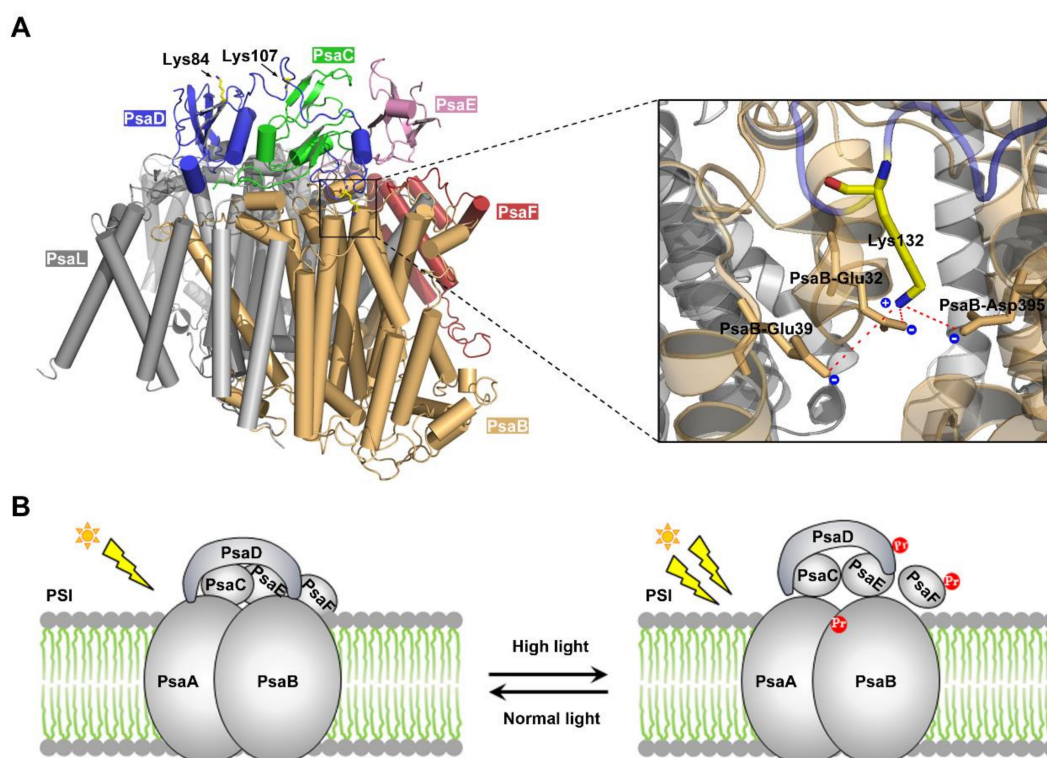 A
Lys84
Lys107
PsaC
PsaE
PsaD
PsaF
PsaL
PsaB
Lys132
PsaB-Glu32
PsaB-Asp395
PsaB-Glu39
+
-
-
-
B
PSI
PsaD
PsaC
PsaE
PsaF
PsaA
PsaB
High light
Normal light
PSI
PsaD
Pr
PsaC
PsaE
PsaF
Pr
Pr
PsaA
PsaB